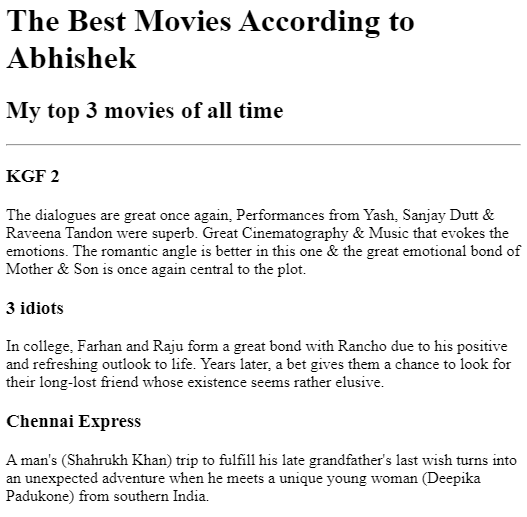 The Best Movies According to
Abhishek
My top 3 movies of all time
KGF 2
The dialogues are great once again, Performances from Yash, Sanjay Dutt &
Raveena Tandon were superb. Great Cinematography & Music that evokes the
emotions. The romantic angle is better in this one & the great emotional bond of
Mother & Son is once again central to the plot.
3 idiots
In college, Farhan and Raju form a great bond with Rancho due to his positive
and refreshing outlook to life. Years later, a bet gives them a chance to look for
their long-lost friend whose existence seems rather elusive.
Chennai Express
A man's (Shahrukh Khan) trip to fulfill his late grandfather's last wish turns into
an unexpected adventure when he meets a unique young woman (Deepika
Padukone) from southern India.